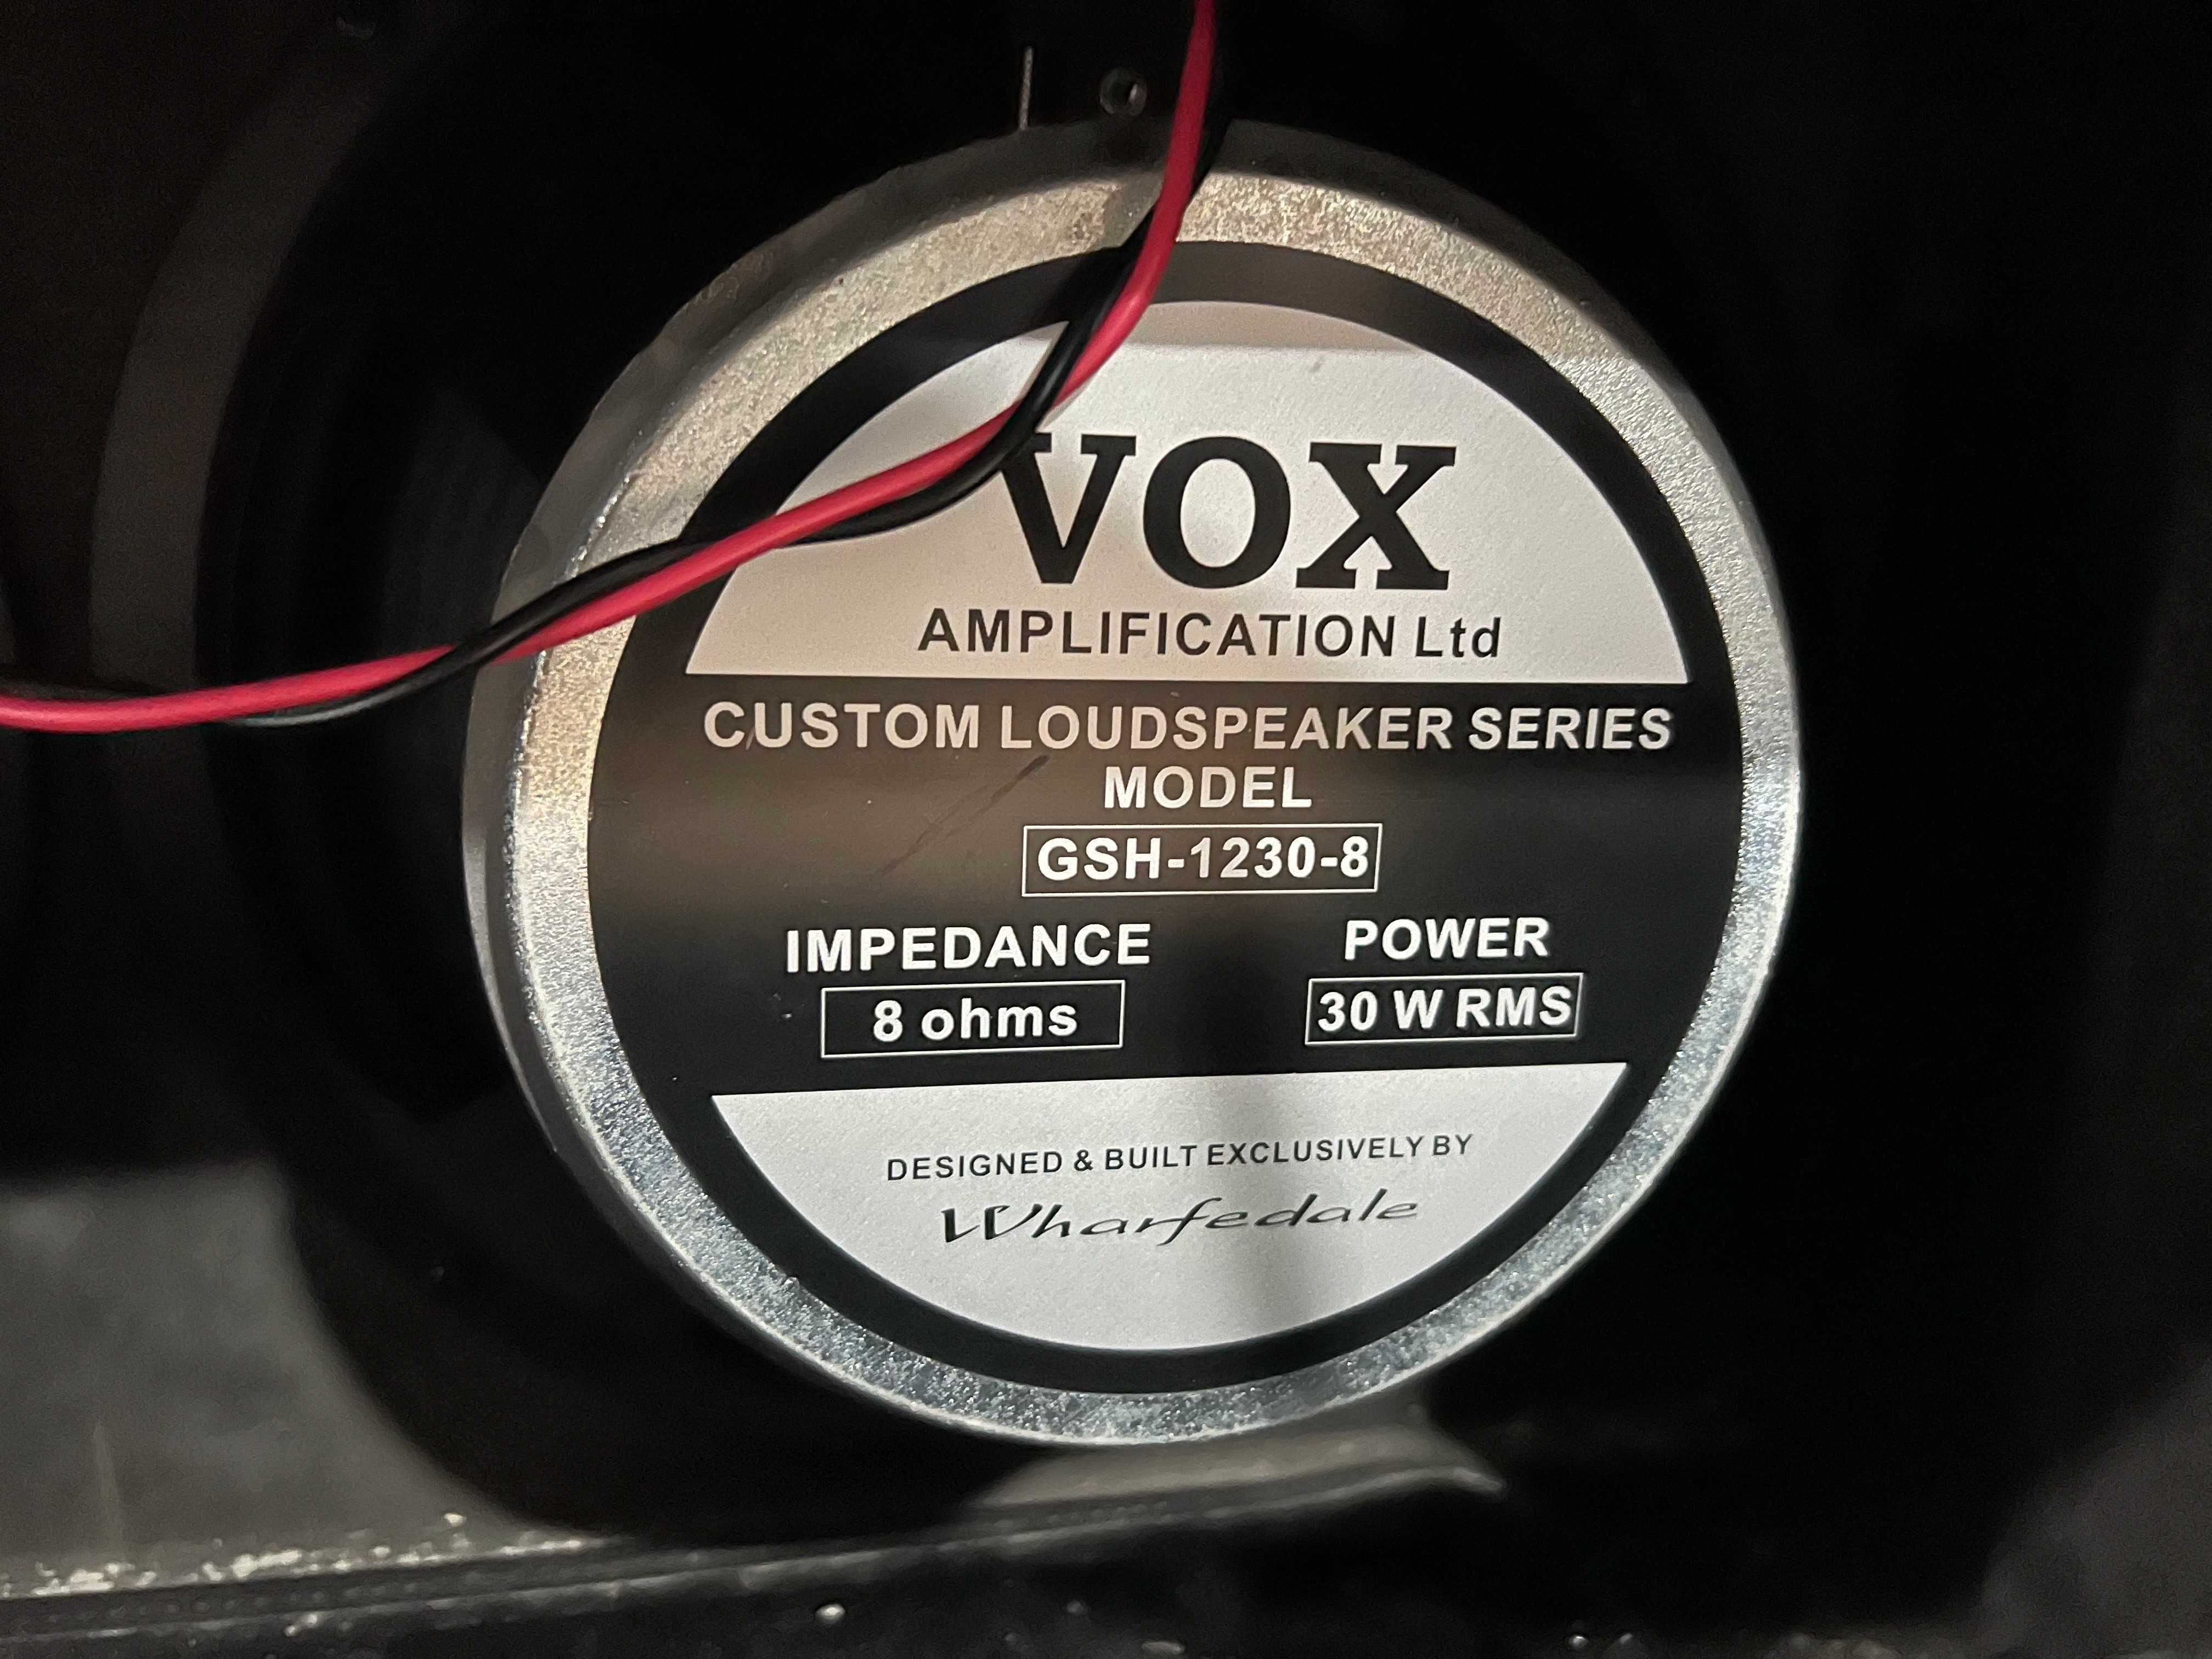 VOX
AMPLIFICATION Ltd
CUSTOM LOUDSPEAKER SERIES
MODEL
GSH-1230-8
IMPEDANCE POWER
8 ohms 30 W RMS
DESIGNED & BUILT EXCLUSIVELY BY
Wharfedale